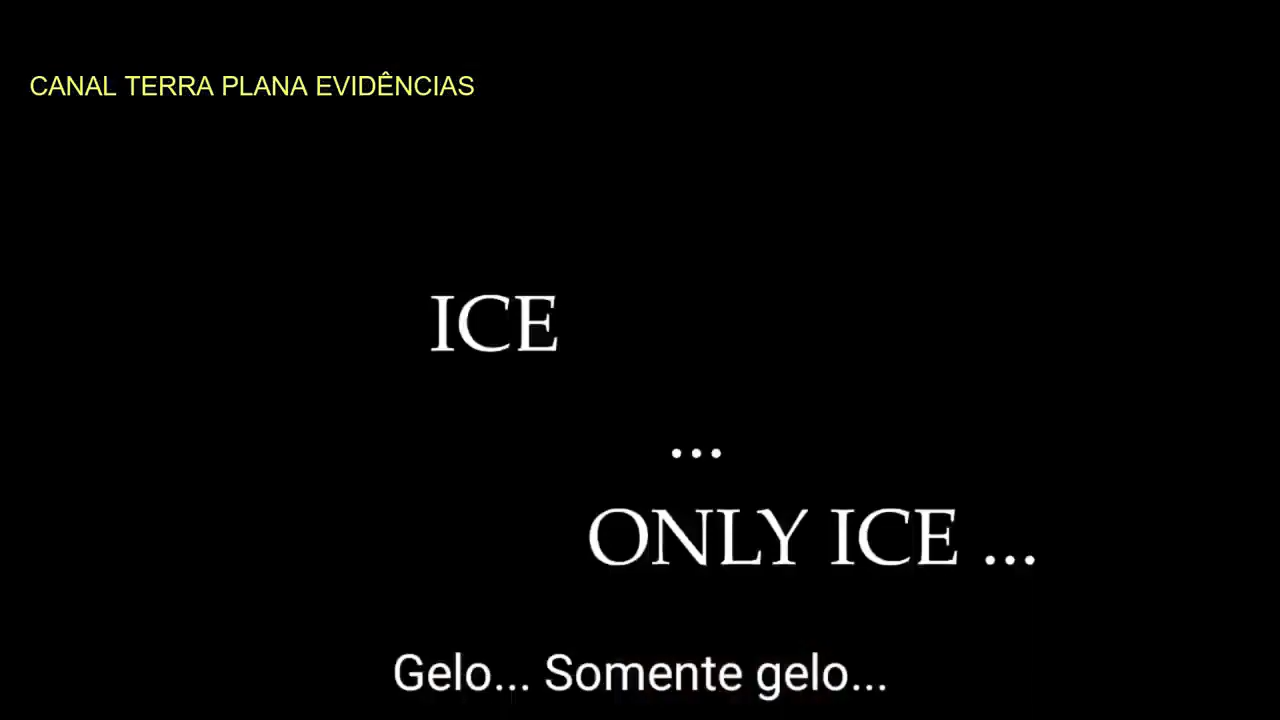 CANAL TERRA PLANA EVIDÊNCIAS
ICE
...
ONLY ICE ...
Gelo... Somente gelo...